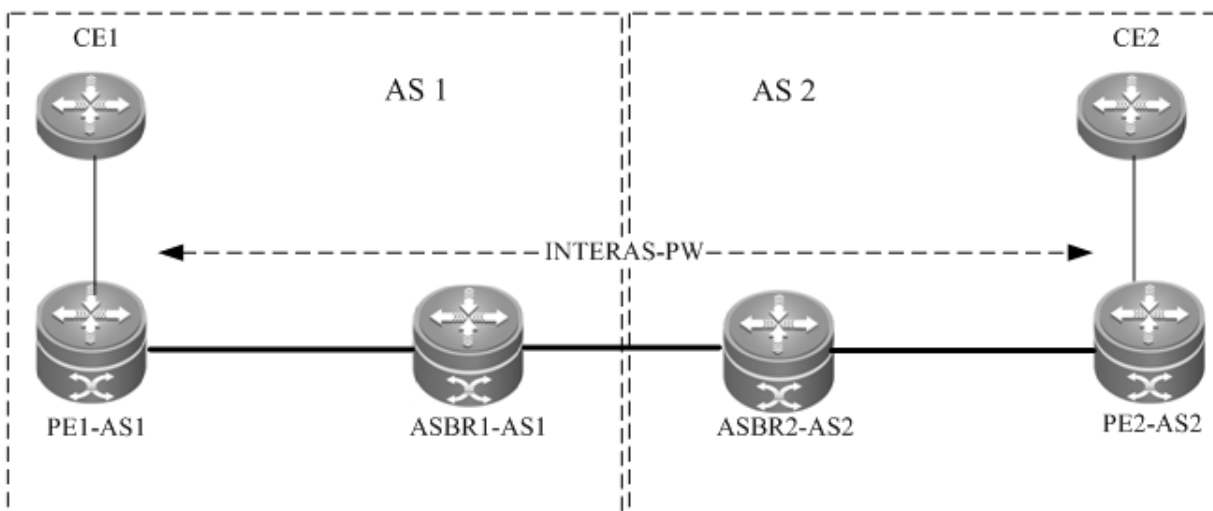 CE1
CE2
AS 1
AS 2
INTERAS-PW
PE1-AS1
ASBR1-AS1
ASBR2-AS2
PE2-AS2